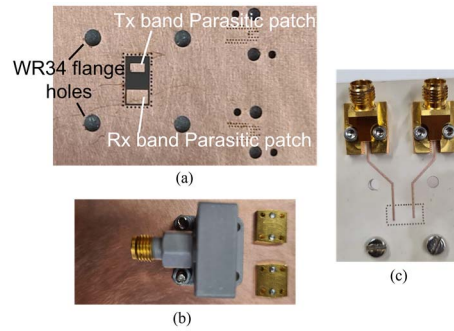 Tx band Parasitic patch
WR34 flange
holes
Rx band Parasitic patch
(a)
(b)
(c)